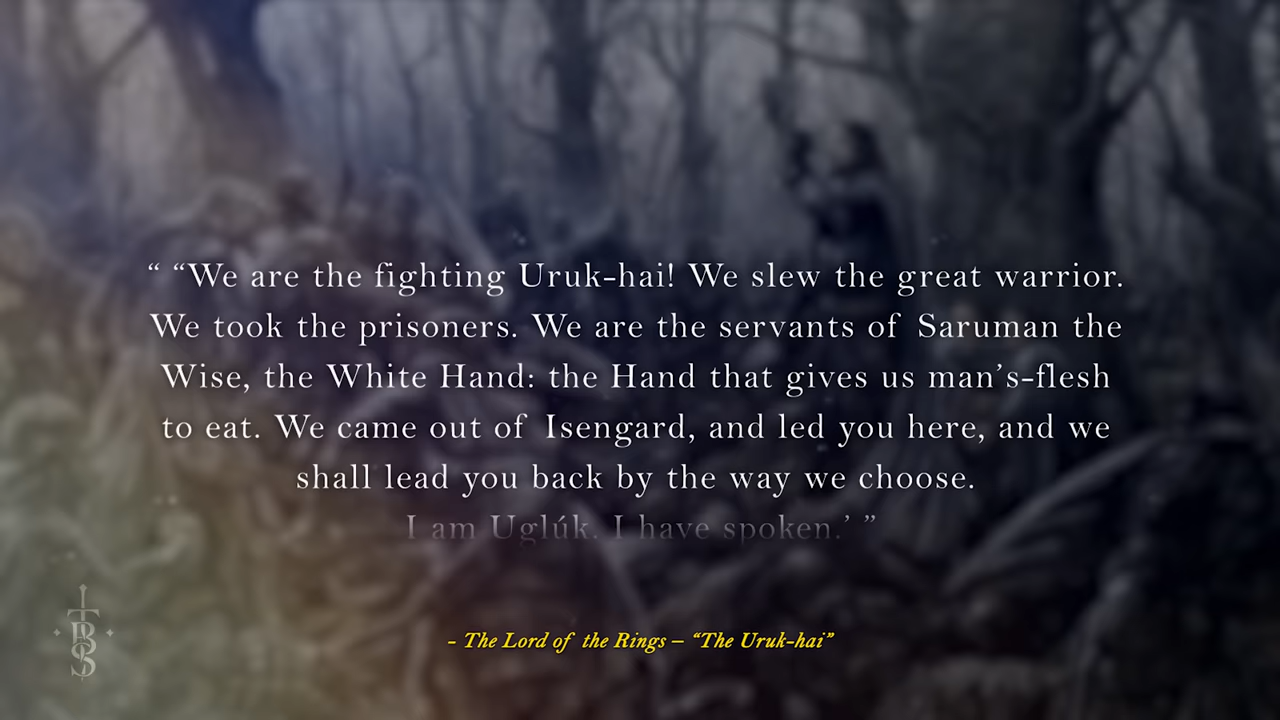 “ “We are the fighting Uruk-hai! We slew the great warrior.
We took the prisoners. We are the servants of Saruman the
Wise, the White Hand: the Hand that gives us man’s-flesh
to eat. We came out of Isengard, and led you here, and we
shall lead you back by the way we choose.
I am Uglúk. I have spoken.’ ”
- The Lord of the Rings – “The Uruk-hai”
TBS